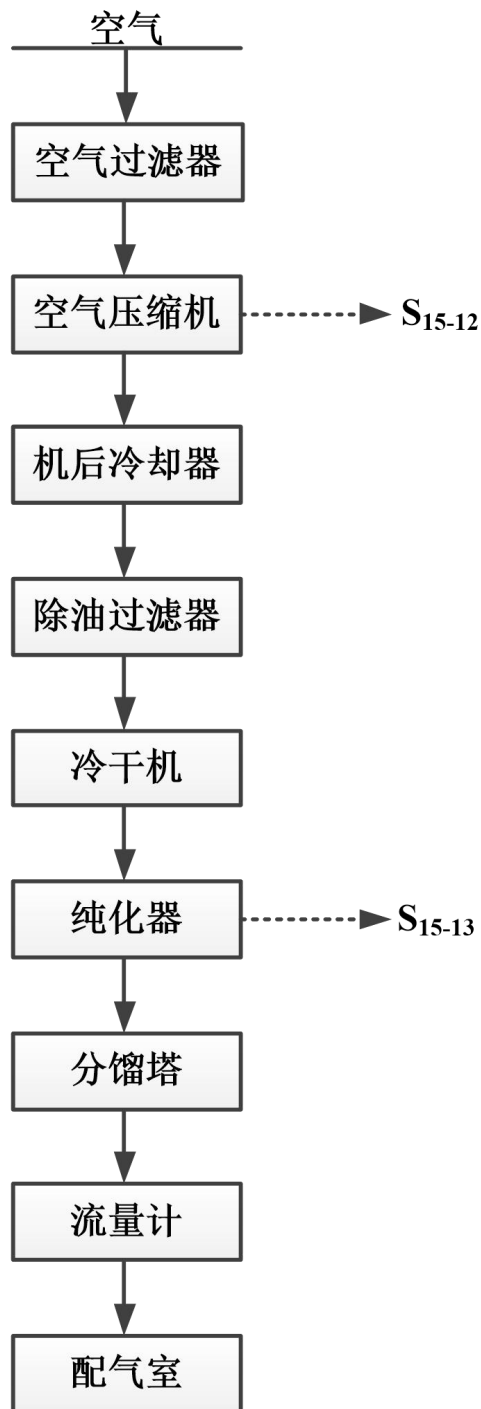 空气
空气过滤器
空气压缩机
S15-12
机后冷却器
除油过滤器
冷干机
纯化器
S15-13
分馏塔
流量计
配气室